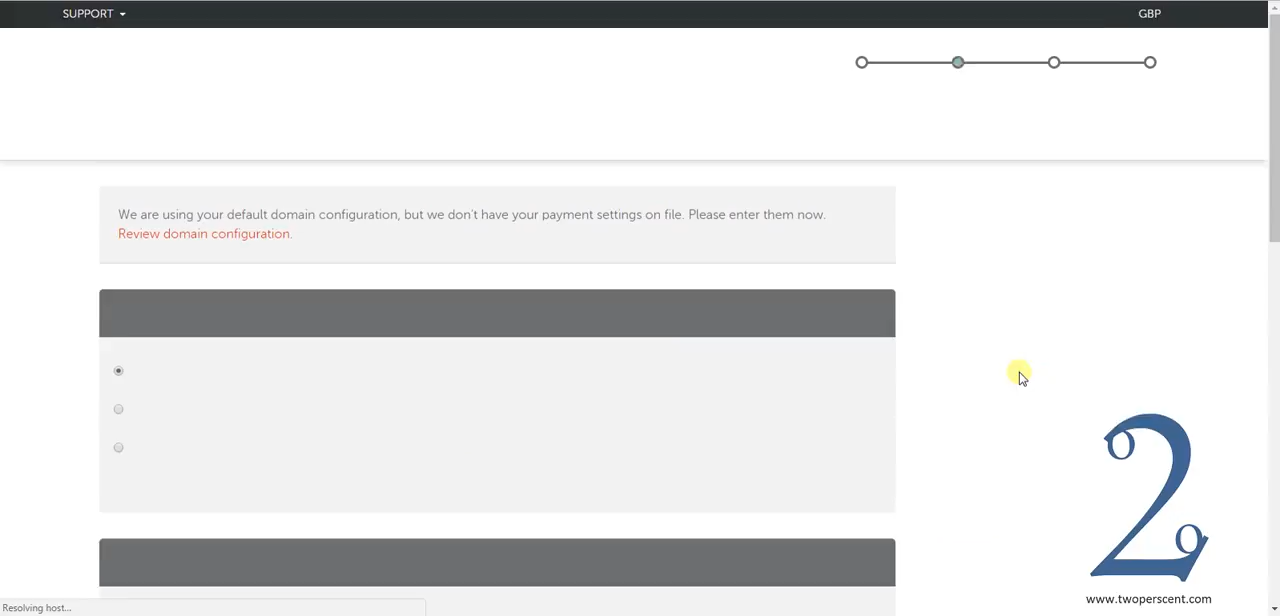 SUPPORT
GBP
We are using your default domain configuration, but we don't have your payment settings on file. Please enter them now.
Review domain configuration.
2
www.twoperscent.com
Resolving host...